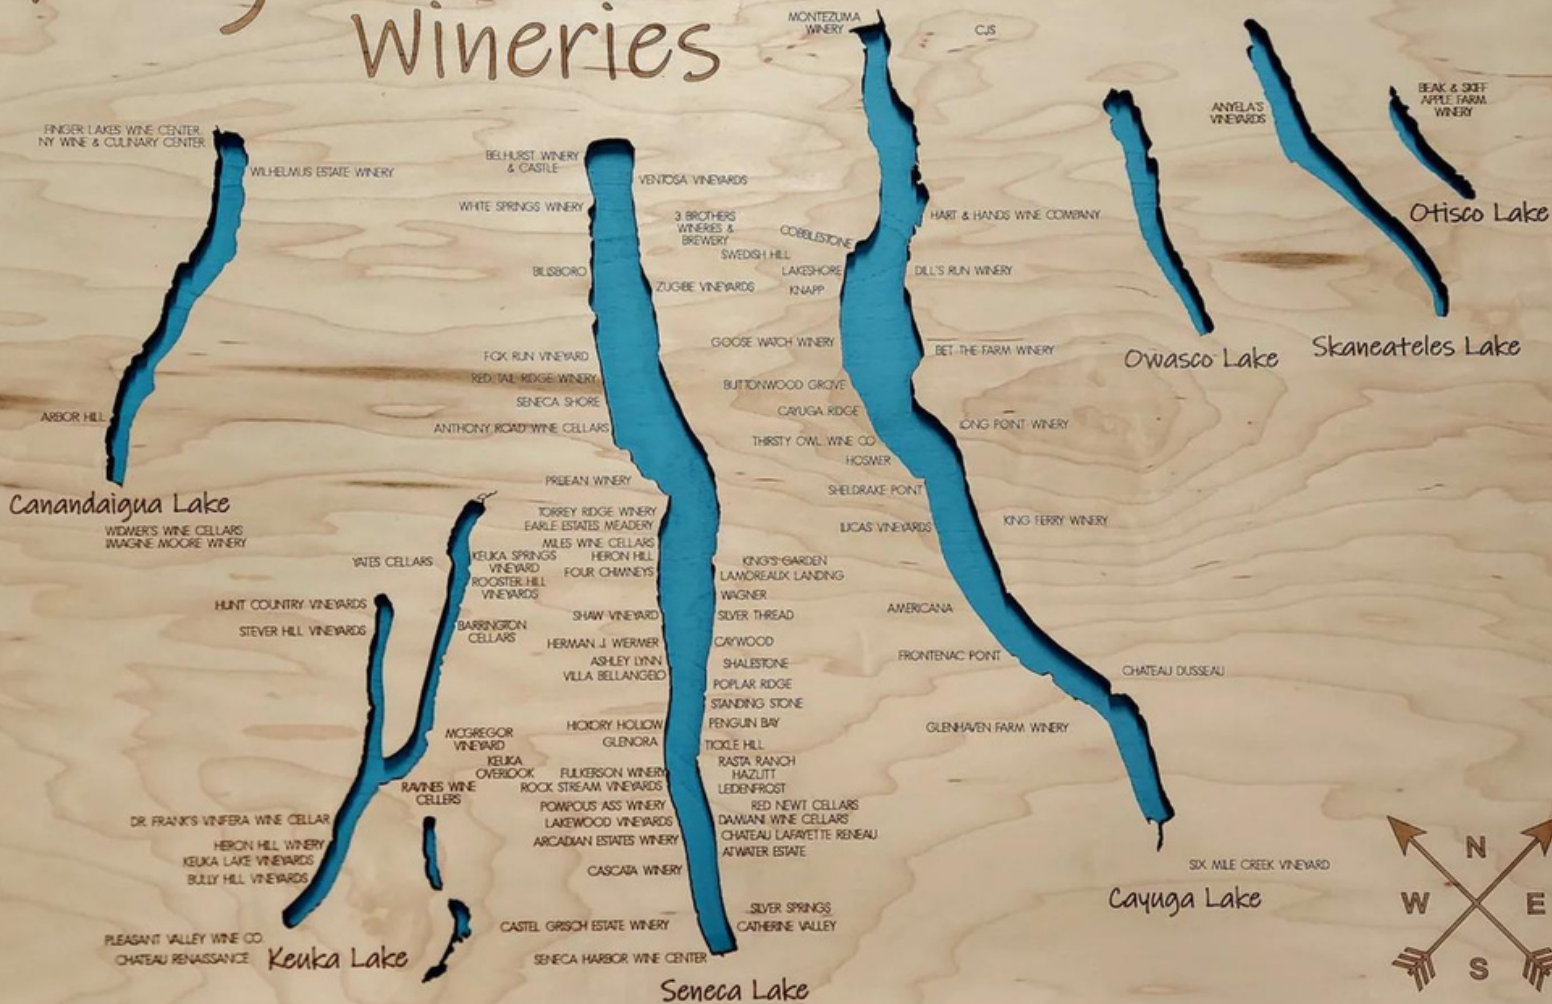 Wineries
MONTEZUMA
WINERY
CJS
FINGER LAKES WINE CENTER
NY WINE & CULINARY CENTER
WILHELMUS ESTATE WINERY
ARBOR HILL
Canandaigua Lake
WIDMER'S WINE CELLARS
IMAGINE MOORE WINERY
BELHURST WINERY
& CASTLE
WHITE SPRINGS WINERY
BILLSBORO
FOX RUN VINEYARD
RED TAIL RIDGE WINERY
SENECA SHORE
ANTHONY ROAD WINE CELLARS
PREJEAN WINERY
TORREY RIDGE WINERY
EARLE ESTATES MEADERY
MILES WINE CELLARS
HERON HILL
FOUR CHIMNEYS
SHAW VINEYARD
HERMAN J. WERMER
ASHLEY LYNN
VILLA BELLANGELO
HICKORY HOLLOW
GLENORA
FULKERSON WINERY
ROCK STREAM VINEYARDS
POMPOUS ASS WINERY
LAKEWOOD VINEYARDS
ARCADIAN ESTATES WINERY
CASCATA WINERY
CASTEL GRISCH ESTATE WINERY
SENECA HARBOR WINE CENTER
VENTOSA VINEYARDS
3 BROTHERS
WINERIES &
BREWERY
ZUGIBE VINEYARDS
KING'S GARDEN
LAMOREAUX LANDING
WAGNER
SILVER THREAD
CAYWOOD
SHALESTONE
POPLAR RIDGE
STANDING STONE
PENGUIN BAY
TICKLE HILL
RASTA RANCH
HAZLITT
LEIDENFROST
RED NEWT CELLARS
DAMIANI WINE CELLARS
CHATEAU LAFAYETTE RENEAU
ATWATER ESTATE
SILVER SPRINGS
CATHERINE VALLEY
Seneca Lake
YATES CELLARS
HUNT COUNTRY VINEYARDS
STEVER HILL VINEYARDS
KEUKA SPRINGS
VINEYARD
ROOSTER HILL
VINEYARDS
BARRINGTON
CELLARS
MCGREGOR
VINEYARD
KEUKA
OVERLOOK
RAVINES WINE
CELLERS
DR. FRANK'S VINIFERA WINE CELLAR
HERON HILL WINERY
KEUKA LAKE VINEYARDS
BULLY HILL VINEYARDS
PLEASANT VALLEY WINE CO.
CHATEAU RENAISSANCE
Keuka Lake
COBBLESTONE
SWEDISH HILL
LAKESHORE
KNAPP
GOOSE WATCH WINERY
BUTTONWOOD GROVE
CAYUGA RIDGE
THIRSTY OWL WINE CO
HOSMER
SHELDRAKE POINT
LUCAS VINEYARDS
AMERICANA
FRONTENAC POINT
GLENHAVEN FARM WINERY
HART & HANDS WINE COMPANY
DILL'S RUN WINERY
BET THE FARM WINERY
LONG POINT WINERY
KING FERRY WINERY
CHATEAU DUSSEAU
SIX MILE CREEK VINEYARD
Cayuga Lake
Owasco Lake
ANYELA'S
VINEYARDS
Skaneateles Lake
BEAK & SKIFF
APPLE FARM
WINERY
Otisco Lake
N
W E
S